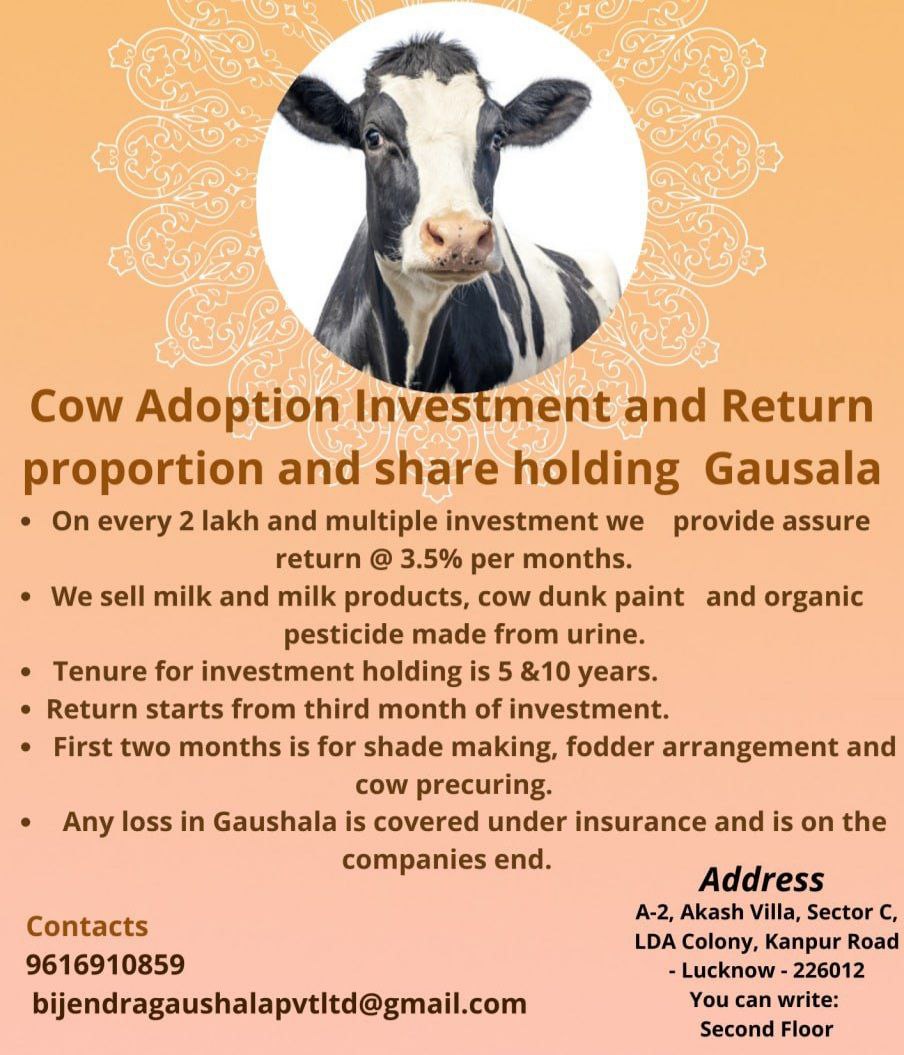 Cow Adoption Investment and Return
proportion and share holding Gausala
• On every 2 lakh and multiple investment we provide assure
return @ 3.5% per months.
• We sell milk and milk products, cow dunk paint and organic
pesticide made from urine.
• Tenure for investment holding is 5 &10 years.
• Return starts from third month of investment.
• First two months is for shade making, fodder arrangement and
cow precuring.
• Any loss in Gaushala is covered under insurance and is on the
companies end.
Contacts
9616910859
bijendragaushalapvtltd@gmail.com
Address
A-2, Akash Villa, Sector C,
LDA Colony, Kanpur Road
- Lucknow - 226012
You can write:
Second Floor